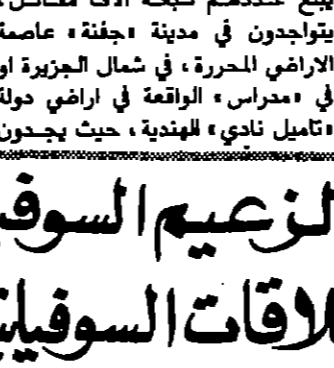 يتواجدون في مدينة «جفنة» عاصمة
الاراضي المحررة، في شمال الجزيرة او
في «مدراس» الواقعة في اراضي دولة
«تاميل نادي» الهندية، حيث يجدون
الزعيم السوف
لاقات السوفيات